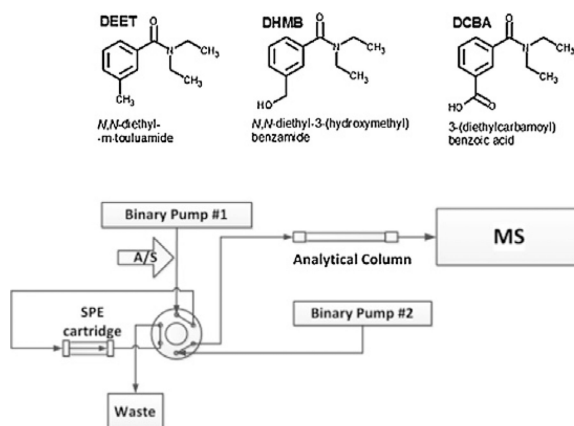 DEET
O
N
CH₃
CH₃
CH₃
N,N-diethyl-
-m-touluamide
DHMB
O
N
CH₃
CH₃
HO
N,N-diethyl-3-(hydroxymethyl)
benzamide
DCBA
O
N
CH₃
CH₃
HO
O
3-(diethylcarbamoyl)
benzoic acid
Binary Pump #1
A/S
Analytical Column
MS
SPE
cartridge
Binary Pump #2
Waste